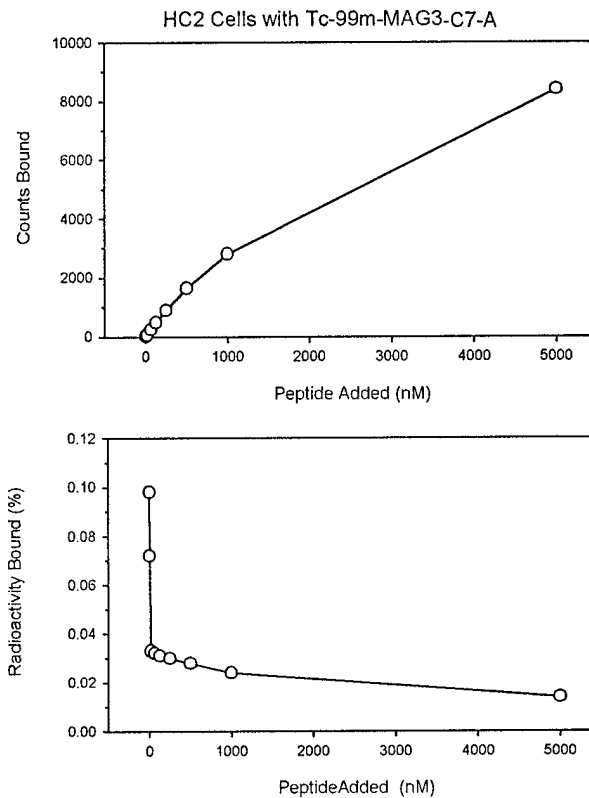 HC2 Cells with Tc-99m-MAG3-C7-A
Counts Bound
10000
8000
6000
4000
2000
0
0 1000 2000 3000 4000 5000
Peptide Added (nM)
Radioactivity Bound (%)
0.12
0.10
0.08
0.06
0.04
0.02
0.00
0 1000 2000 3000 4000 5000
PeptideAdded (nM)